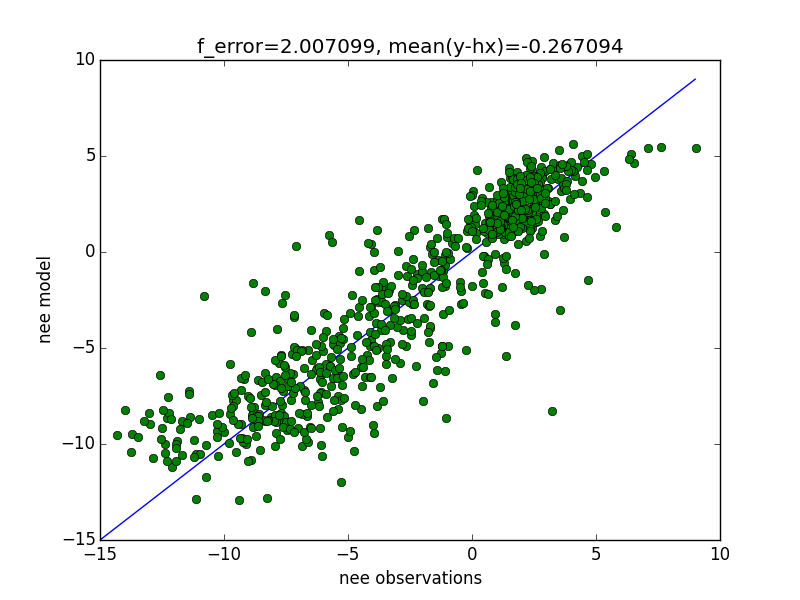 f_error=2.007099, mean(y-hx)=-0.267094
10
5
0
−5
−10
−15
nee model
−15 −10 −5 0 5 10
nee observations